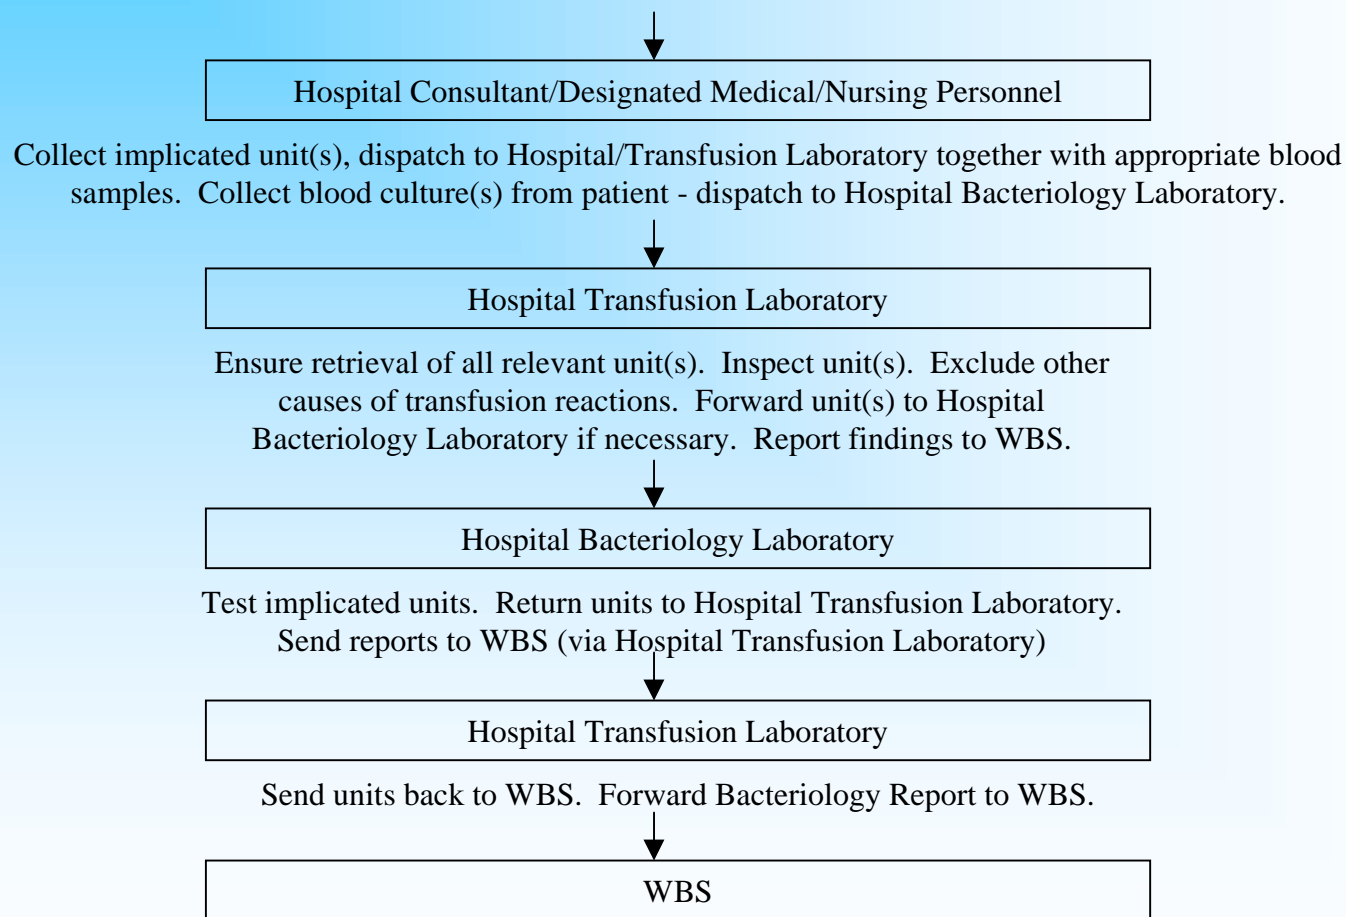 Hospital Consultant/Designated Medical/Nursing Personnel
Collect implicated unit(s), dispatch to Hospital/Transfusion Laboratory together with appropriate blood
samples.  Collect blood culture(s) from patient - dispatch to Hospital Bacteriology Laboratory.
Hospital Transfusion Laboratory
Ensure retrieval of all relevant unit(s).  Inspect unit(s).  Exclude other
causes of transfusion reactions.  Forward unit(s) to Hospital
Bacteriology Laboratory if necessary.  Report findings to WBS.
Hospital Bacteriology Laboratory
Test implicated units.  Return units to Hospital Transfusion Laboratory.
Send reports to WBS (via Hospital Transfusion Laboratory)
Hospital Transfusion Laboratory
Send units back to WBS.  Forward Bacteriology Report to WBS.
WBS